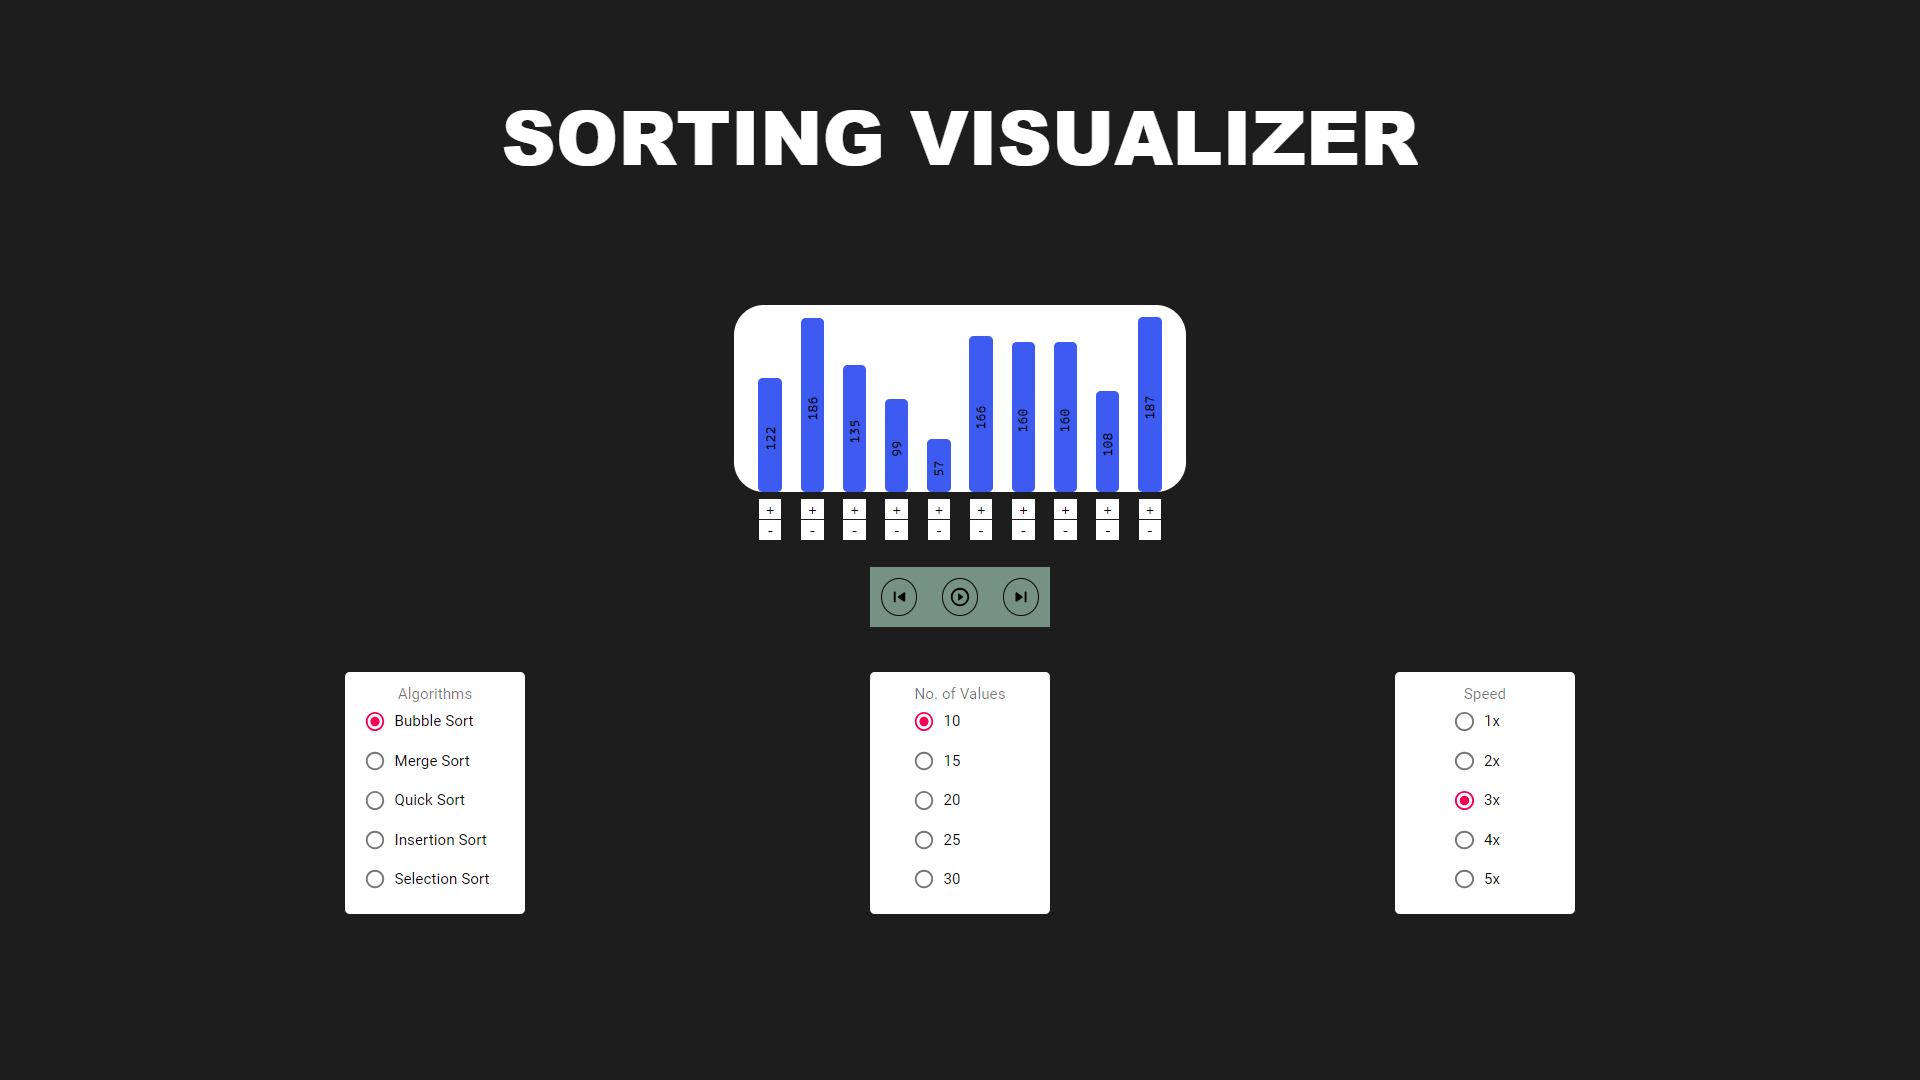 SORTING VISUALIZER
122 186 135 99 57 166 160 160 108 187
+ + + + + + + + + +
- - - - - - - - - -
Algorithms
Bubble Sort
Merge Sort
Quick Sort
Insertion Sort
Selection Sort
No. of Values
10
15
20
25
30
Speed
1x
2x
3x
4x
5x